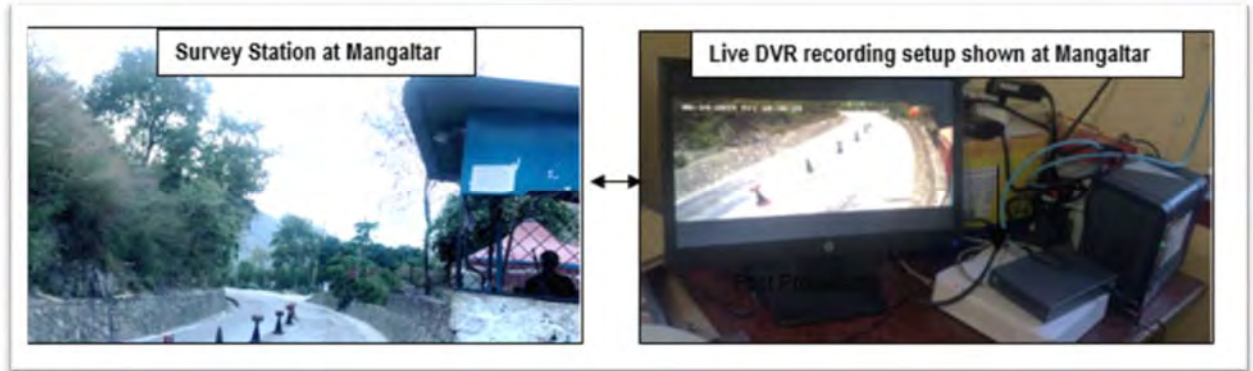 Survey Station at Mangaltar
Live DVR recording setup shown at Mangaltar